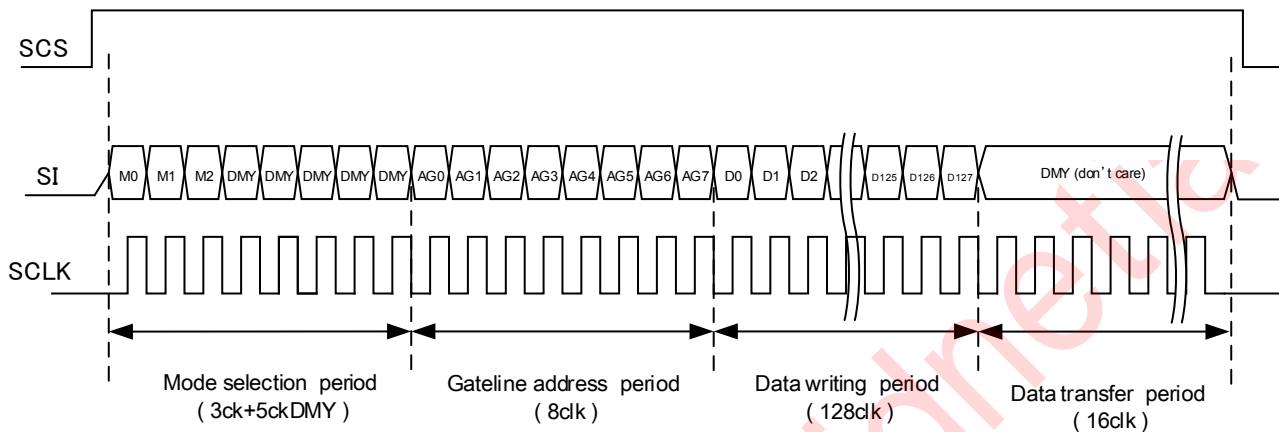 SCS
SI
M0 M1 M2 DMY DMY DMY DMY DMY AG0 AG1 AG2 AG3 AG4 AG5 AG6 AG7 D0 D1 D2 D125 D126 D127 DMY (don't care)
SCLK
Mode selection period
( 3ck+5ckDMY )
Gateline address period
( 8clk )
Data writing period
( 128clk )
Data transfer period
( 16clk )